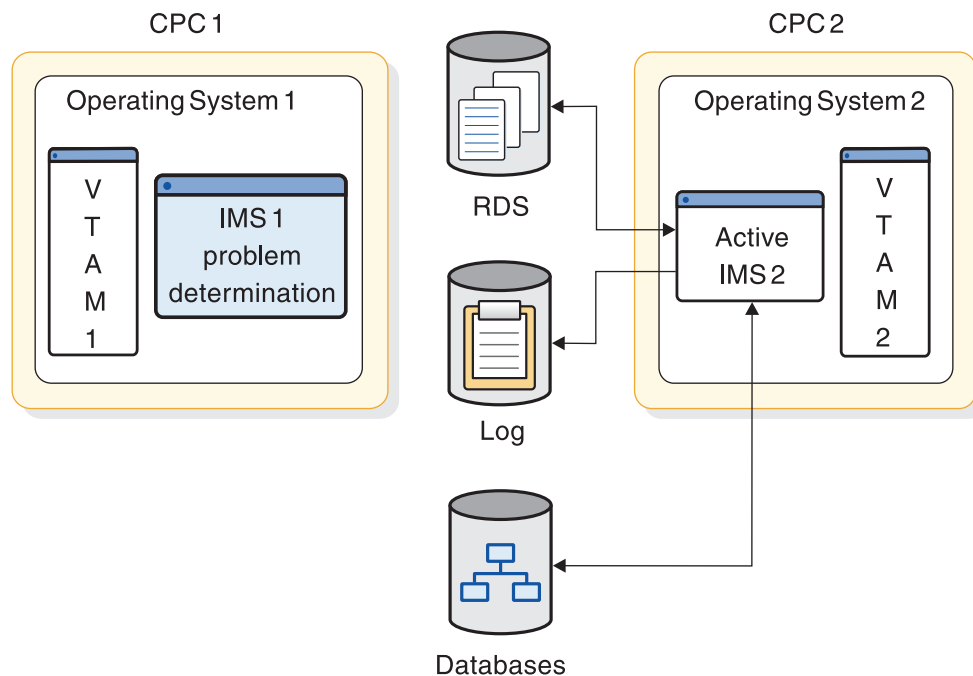 CPC 1
Operating System 1
V
T
A
M
1
IMS 1
problem
determination
RDS
Log
Databases
CPC 2
Operating System 2
Active
IMS 2
V
T
A
M
2